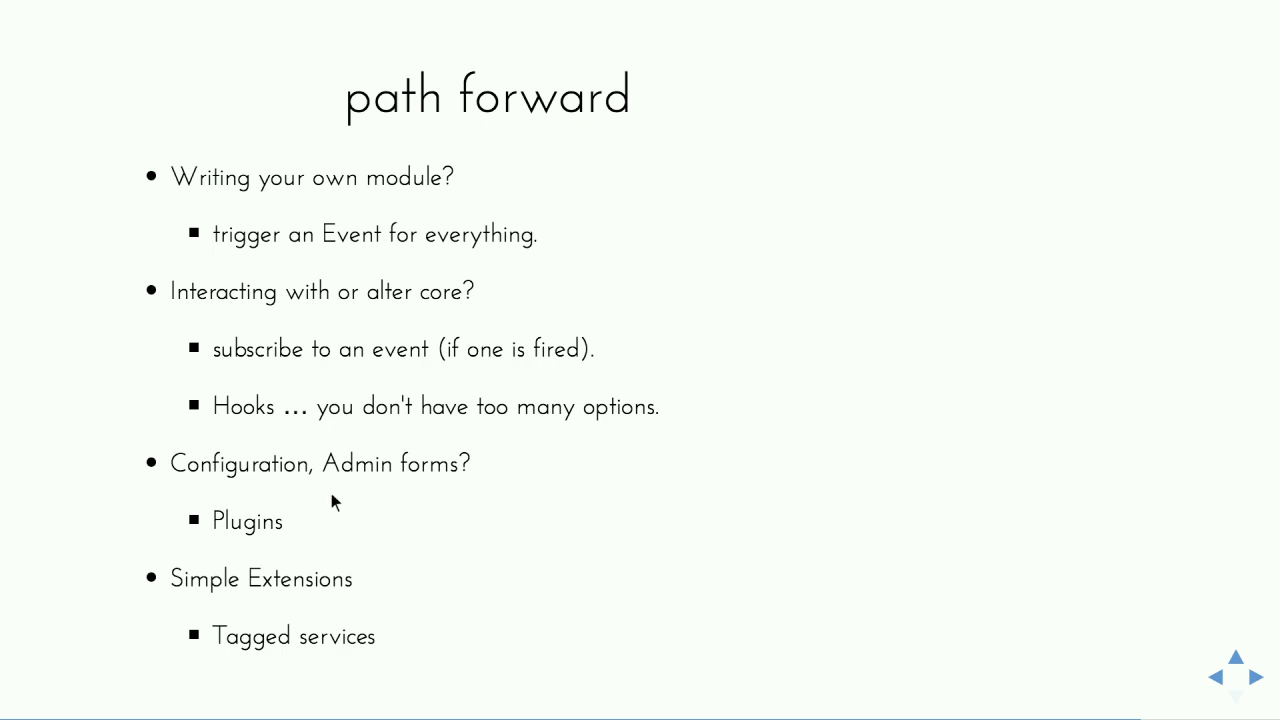 path forward
Writing your own module?
trigger an Event for everything.
Interacting with or alter core?
subscribe to an event (if one is fired).
Hooks ... you don't have too many options.
Configuration, Admin forms?
Plugins
Simple Extensions
Tagged services